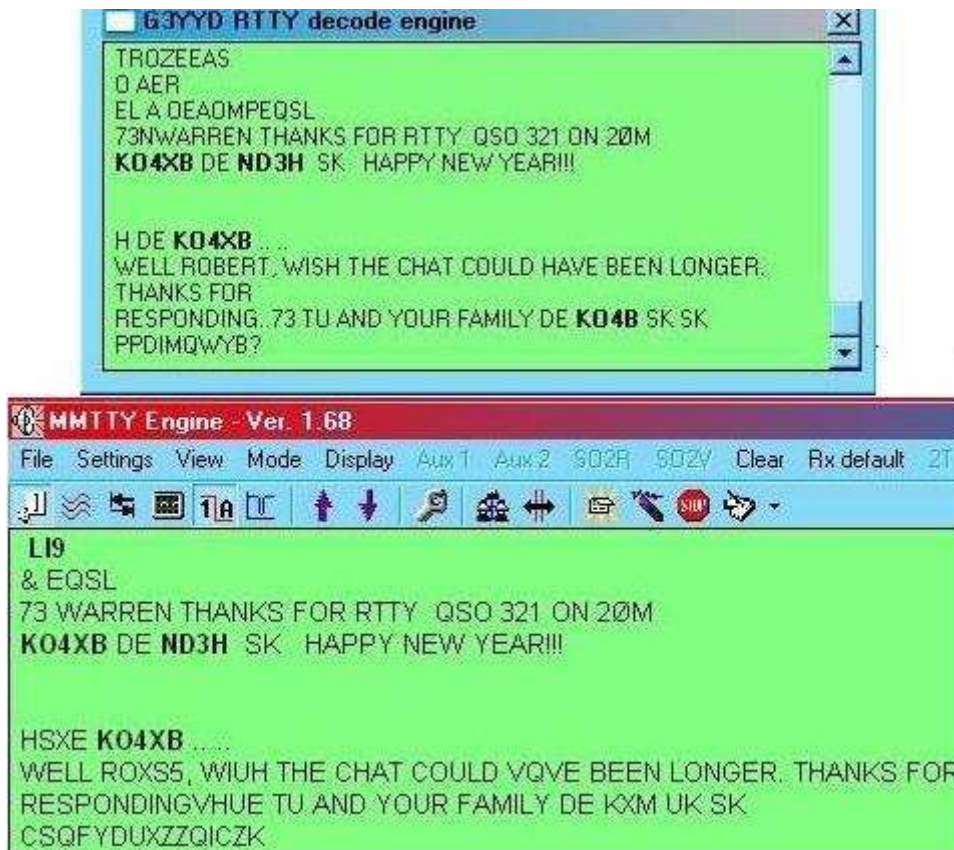 G3YYD RTTY decode engine
TROZEEAS
O AER
EL A OEAOMPEQSL
73NWARREN THANKS FOR RTTY QSO 321 ON 2ØM
KO4XB DE ND3H SK HAPPY NEW YEAR!!!
H DE KO4XB .. ..
WELL ROBERT, WISH THE CHAT COULD HAVE BEEN LONGER.
THANKS FOR
RESPONDING..73 TU AND YOUR FAMILY DE KO4B SK SK
PPDIMQWYB?
MMTTY Engine - Ver. 1.68
File Settings View Mode Display Aux 1 Aux 2 SO2R SO2V Clear Rx default 2T
1A STOP
LI9
& EQSL
73 WARREN THANKS FOR RTTY QSO 321 ON 2ØM
KO4XB DE ND3H SK HAPPY NEW YEAR!!!
HSXE KO4XB .. ..
WELL ROXS5, WIUH THE CHAT COULD VQVE BEEN LONGER. THANKS FOR
RESPONDINGVHUE TU AND YOUR FAMILY DE KXM UK SK
CSQFYDUXZZQICZK